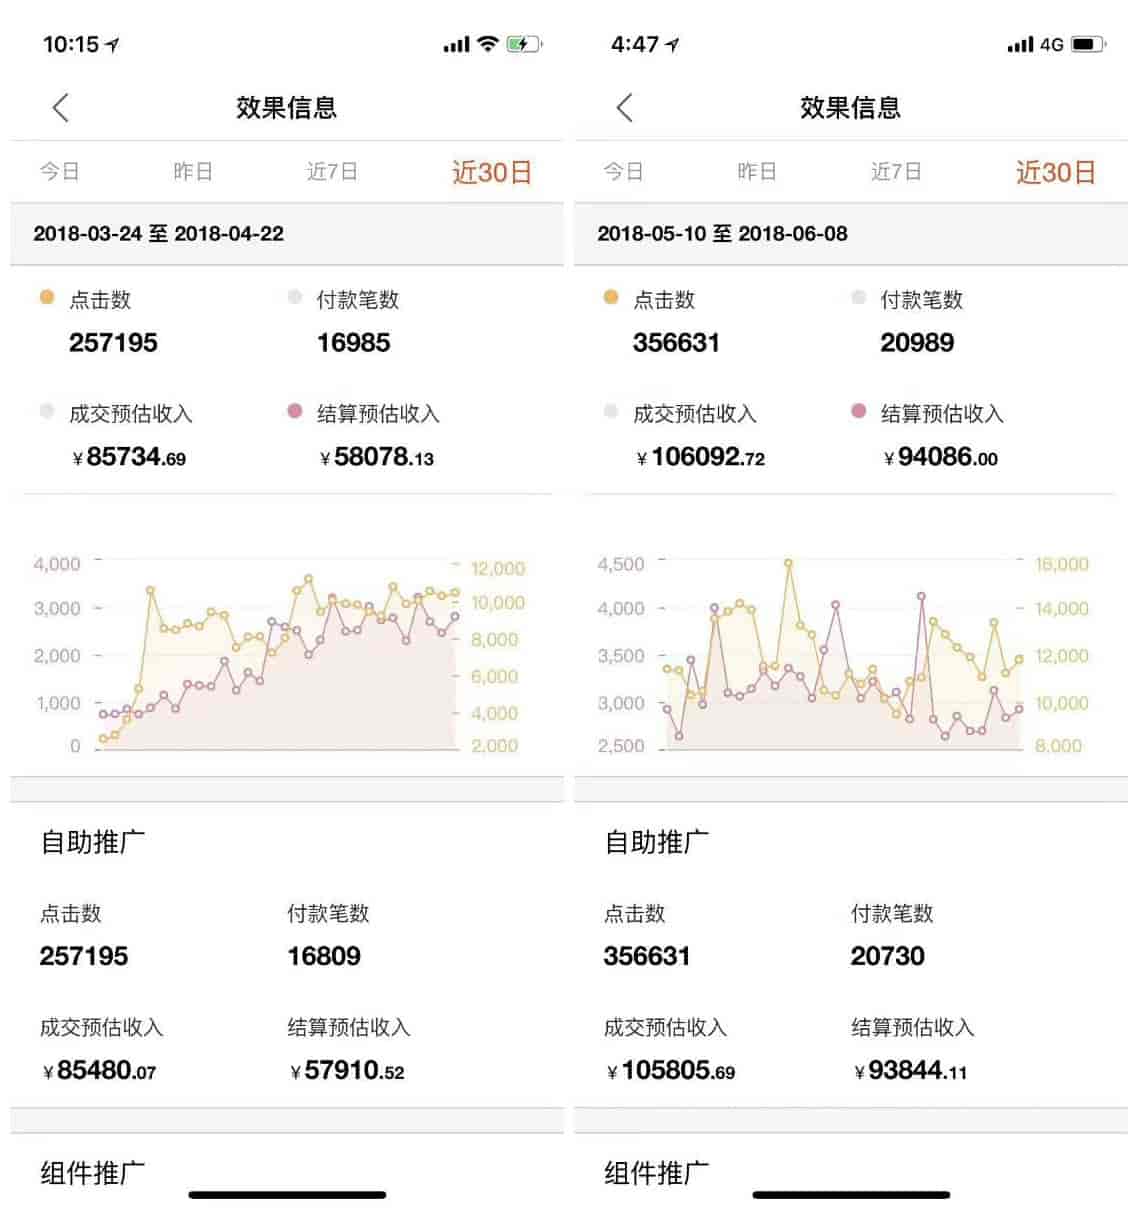 10:15
效果信息
今日 昨日 近7日 近30日
2018-03-24 至 2018-04-22
点击数 付款笔数
257195 16985
成交预估收入 结算预估收入
¥85734.69 ¥58078.13
4,000 12,000
3,000 10,000
2,000 8,000
1,000 6,000
0 4,000
2,000
自助推广
点击数 付款笔数
257195 16809
成交预估收入 结算预估收入
¥85480.07 ¥57910.52
组件推广
4:47 4G
效果信息
今日 昨日 近7日 近30日
2018-05-10 至 2018-06-08
点击数 付款笔数
356631 20989
成交预估收入 结算预估收入
¥106092.72 ¥94086.00
4,500 16,000
4,000 14,000
3,500 12,000
3,000 10,000
2,500 8,000
自助推广
点击数 付款笔数
356631 20730
成交预估收入 结算预估收入
¥105805.69 ¥93844.11
组件推广